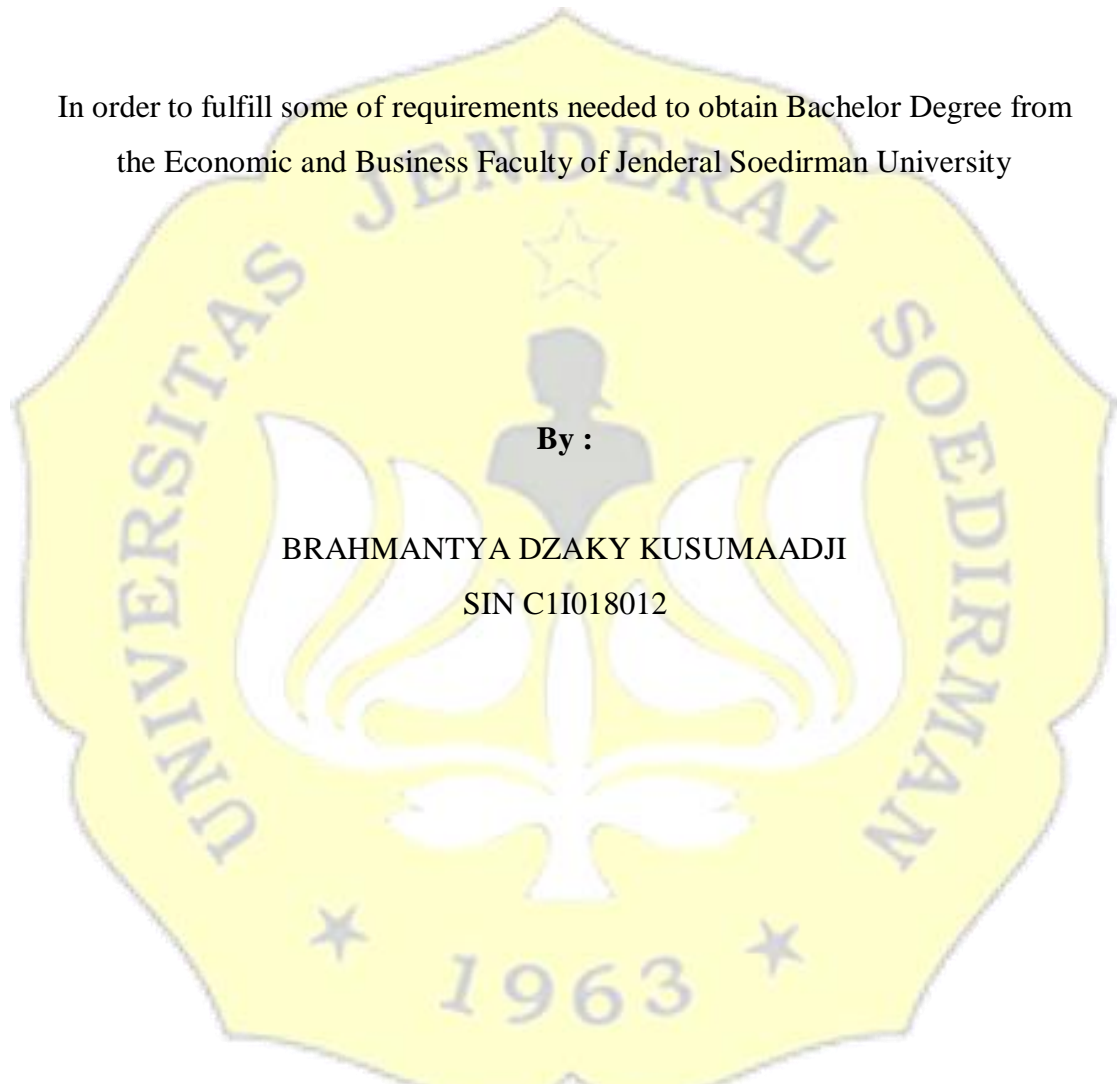 In order to fulfill some of requirements needed to obtain Bachelor Degree from
the Economic and Business Faculty of Jenderal Soedirman University
UNIVERSITAS JENDERAL SOEDIRMAN
By :
BRAHMANTYA DZAKY KUSUMAADJI
SIN C1I018012
1963